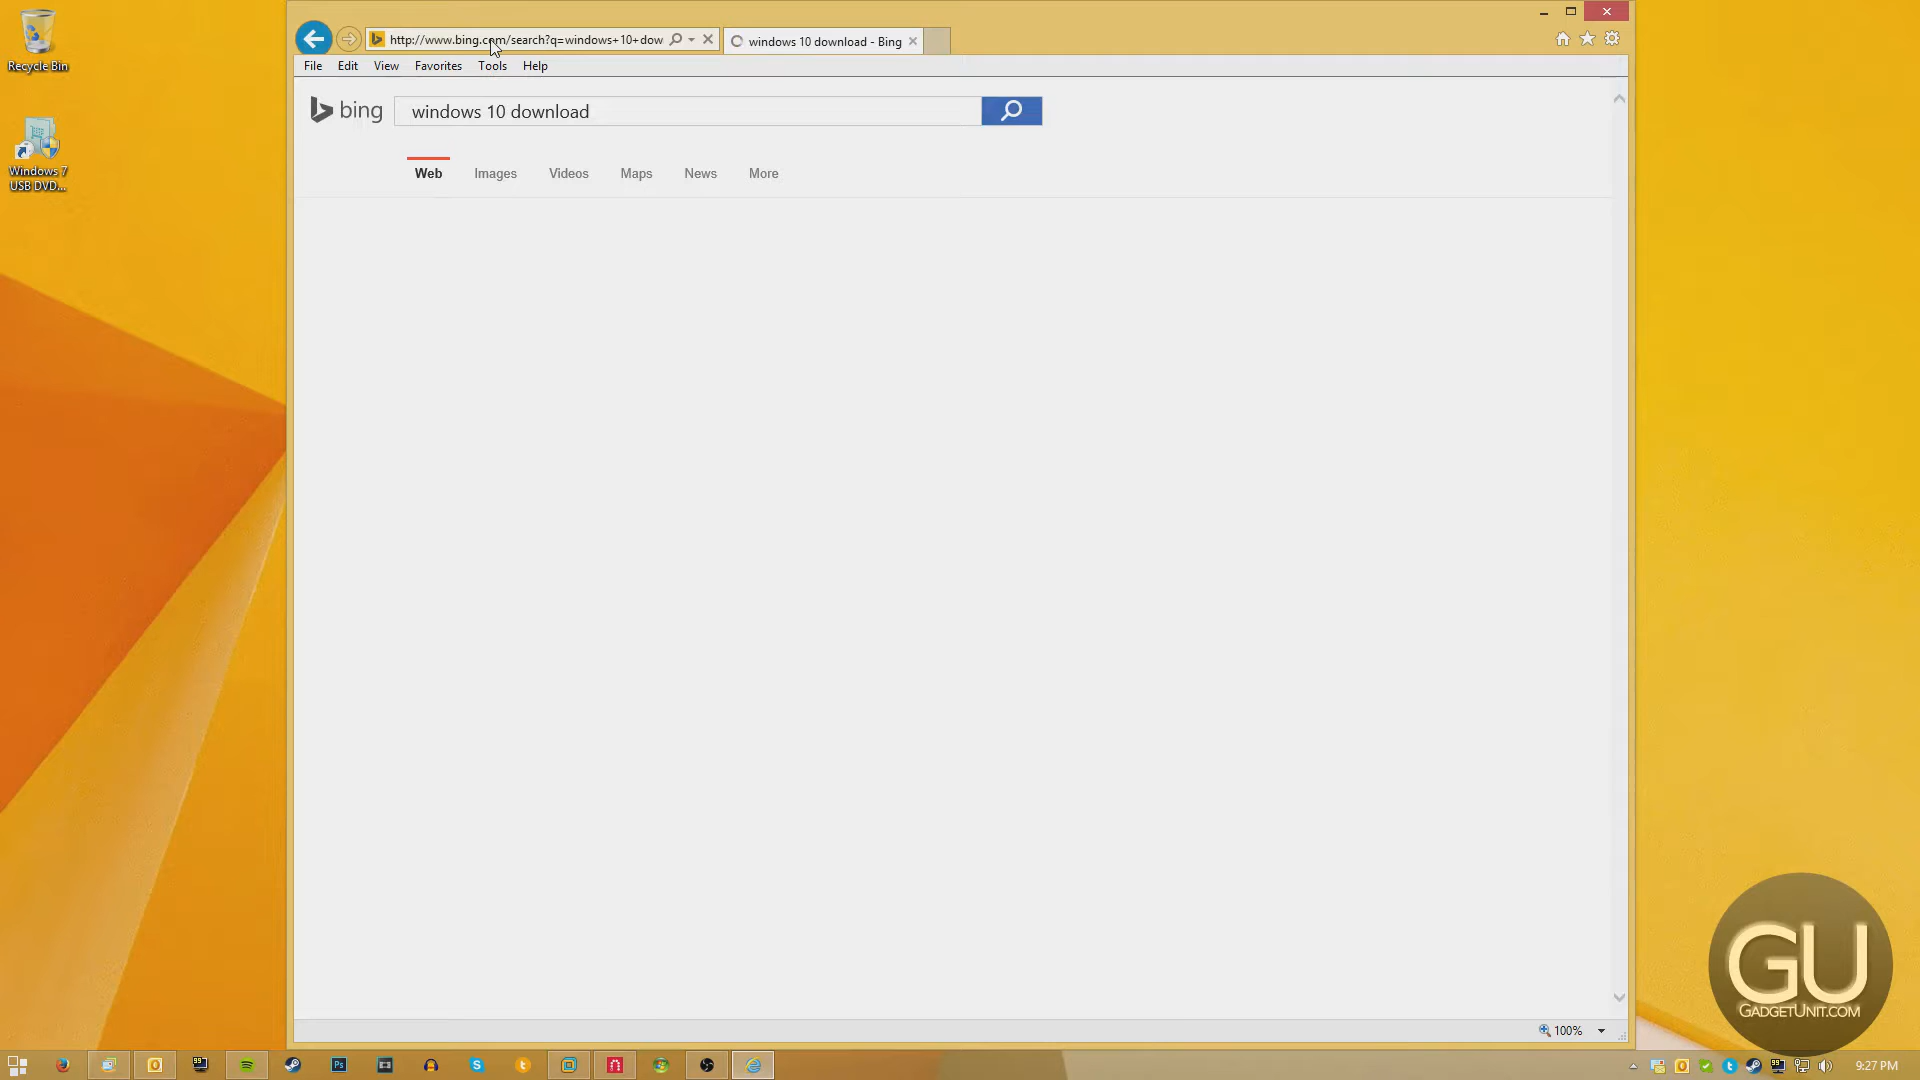 Recycle Bin
Windows 7
USB DVD...
http://www.bing.com/search?q=windows+10+dow
windows 10 download - Bing
File Edit View Favorites Tools Help
bing
windows 10 download
Web Images Videos Maps News More
100%
GU
GADGETUNIT.COM
9:27 PM